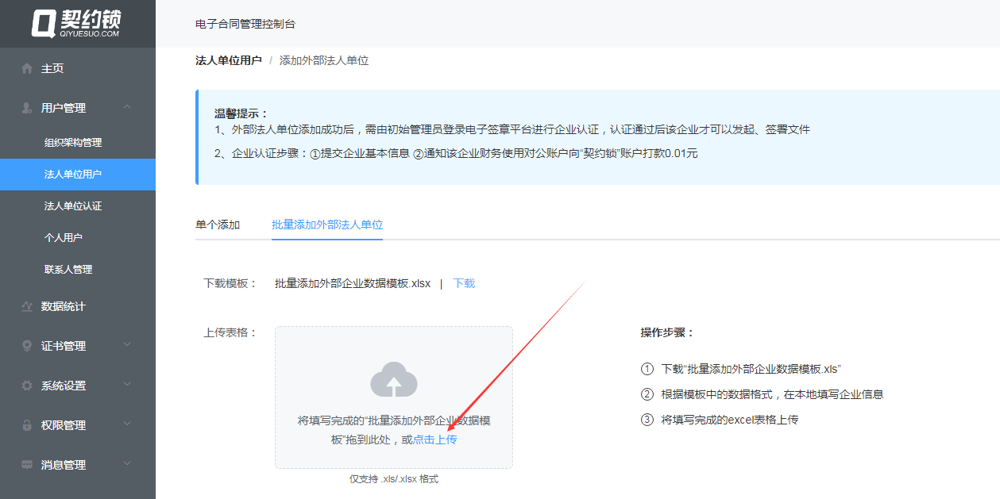 契约锁
QIYUESUO.COM
电子合同管理控制台
主页
用户管理
组织架构管理
法人单位用户
法人单位认证
个人用户
联系人管理
数据统计
证书管理
系统设置
权限管理
消息管理
法人单位用户 / 添加外部法人单位
温馨提示：
1、外部法人单位添加成功后，需由初始管理员登录电子签章平台进行企业认证，认证通过后该企业才可以发起、签署文件
2、企业认证步骤：①提交企业基本信息 ②通知该企业财务使用对公账户向“契约锁”账户打款0.01元
单个添加 批量添加外部法人单位
下载模板： 批量添加外部企业数据模板.xlsx | 下载
上传表格：
将填写完成的“批量添加外部企业数据模
板”拖到此处，或点击上传
仅支持 .xls/.xlsx 格式
操作步骤：
① 下载“批量添加外部企业数据模板.xls”
② 根据模板中的数据格式，在本地填写企业信息
③ 将填写完成的excel表格上传